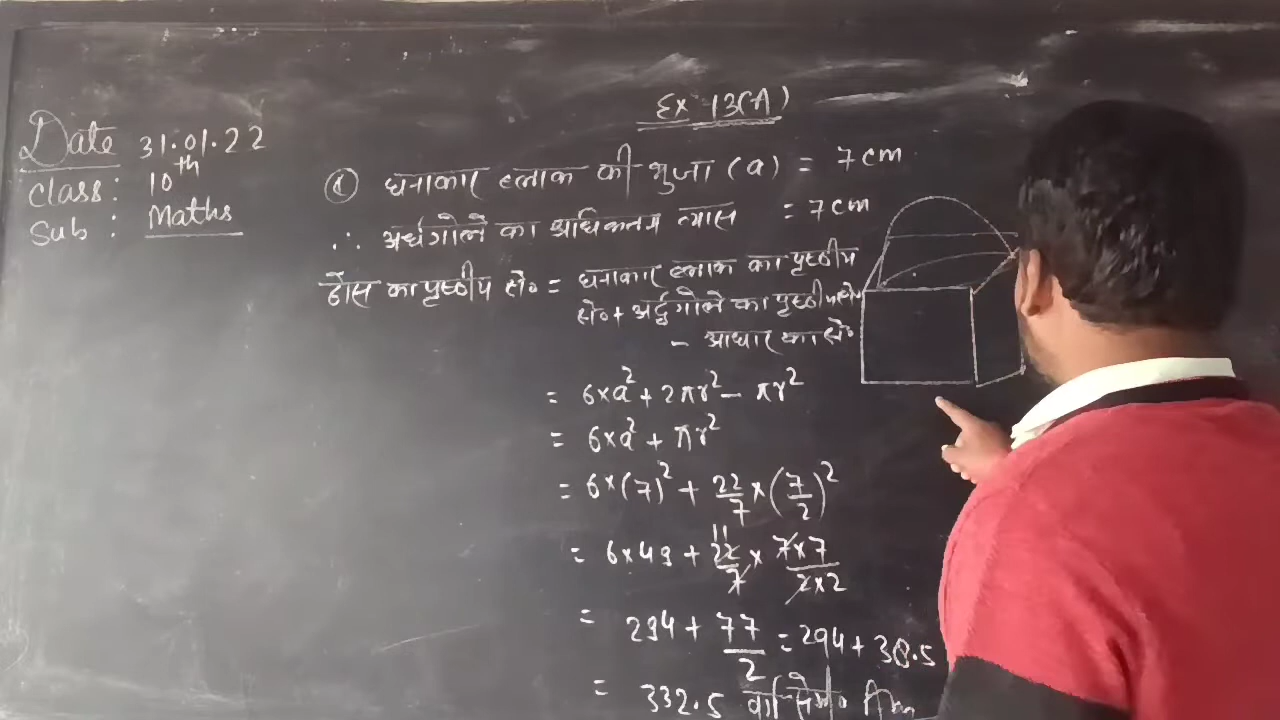 Ex 13(A)
Date 31.01.22
Class: 10th
Sub: Maths
① घनाकार ब्लाक की भुजा (a) = 7 cm
∴ अर्धगोले का अधिकतम व्यास = 7 cm
ठोस का पृष्ठीय क्षे० = घनाकार ब्लाक का पृष्ठीय
क्षे० + अर्द्धगोले का पृष्ठीय क्षे०
- आधार का क्षे०
= 6×a² + 2πr² - πr²
= 6×a² + πr²
= 6×(7)² + 22/7 × (7/2)²
= 6×49 + 22/7 × 7×7/2×2 11
= 294 + 77/2 = 294 + 38.5
= 332.5 वर्ग सेमी० Ans